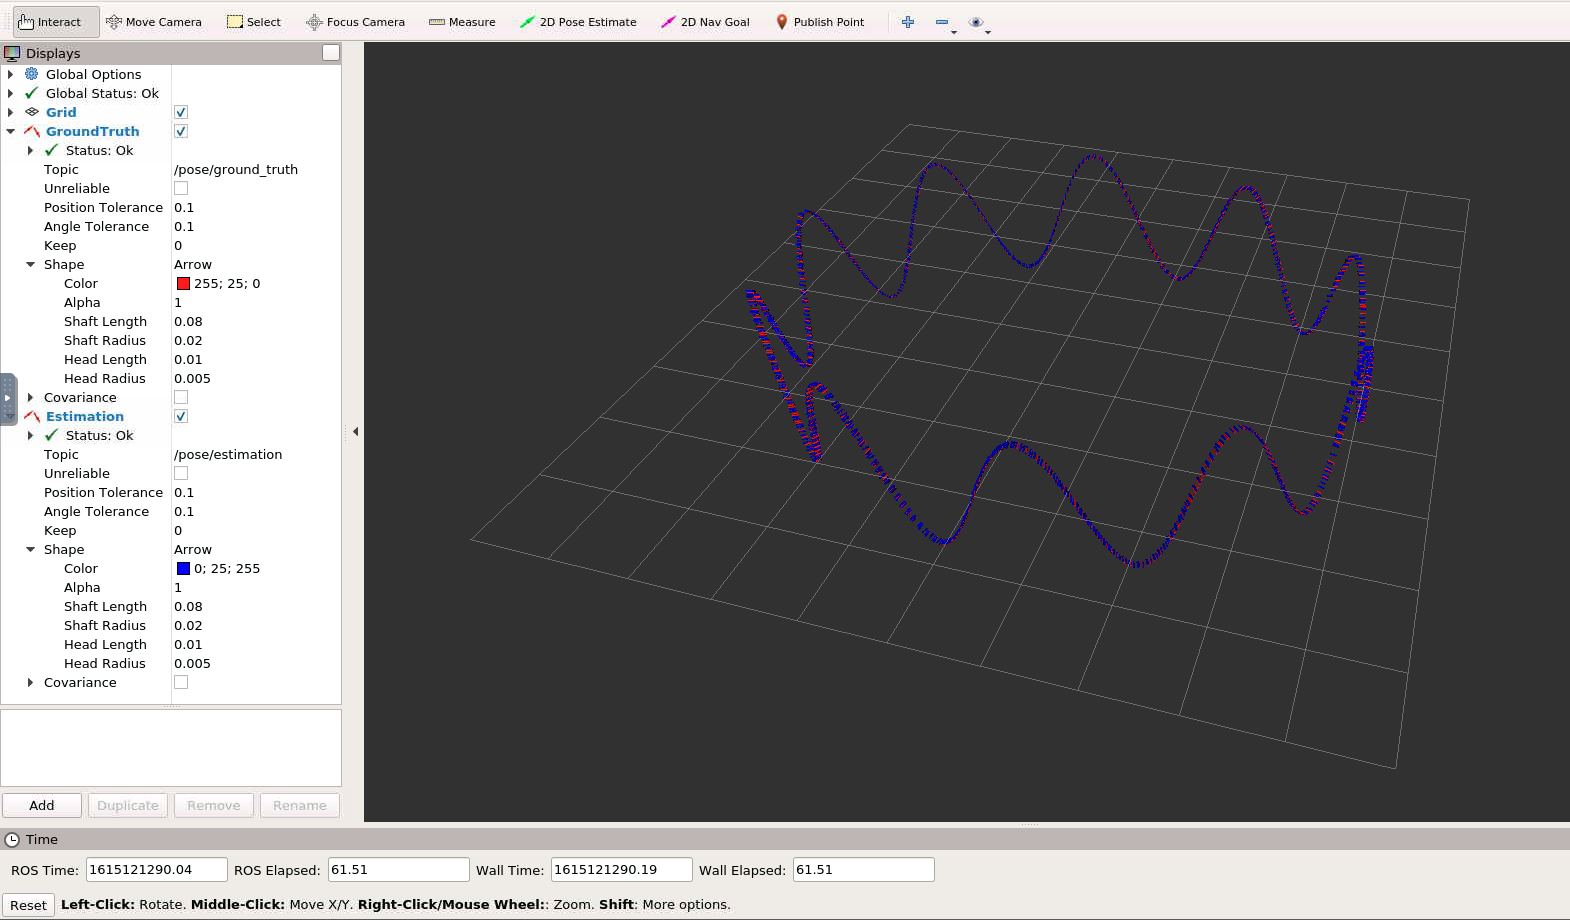 Interact Move Camera Select Focus Camera Measure 2D Pose Estimate 2D Nav Goal Publish Point
Displays
Global Options
Global Status: Ok
Grid
GroundTruth
Status: Ok
Topic /pose/ground_truth
Unreliable
Position Tolerance 0.1
Angle Tolerance 0.1
Keep 0
Shape Arrow
Color 255; 25; 0
Alpha 1
Shaft Length 0.08
Shaft Radius 0.02
Head Length 0.01
Head Radius 0.005
Covariance
Estimation
Status: Ok
Topic /pose/estimation
Unreliable
Position Tolerance 0.1
Angle Tolerance 0.1
Keep 0
Shape Arrow
Color 0; 25; 255
Alpha 1
Shaft Length 0.08
Shaft Radius 0.02
Head Length 0.01
Head Radius 0.005
Covariance
Add Duplicate Remove Rename
Time
ROS Time: 1615121290.04 ROS Elapsed: 61.51 Wall Time: 1615121290.19 Wall Elapsed: 61.51
Reset Left-Click: Rotate. Middle-Click: Move X/Y. Right-Click/Mouse Wheel:: Zoom. Shift: More options.